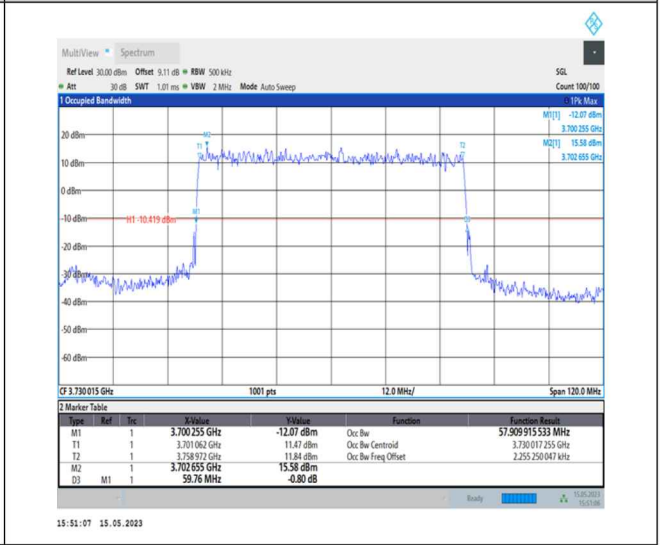 MultiView Spectrum
Ref Level 30.00 dBm Offset 9.11 dB RBW 500 kHz SGL
Att 30 dB SWT 1.01 ms VBW 2 MHz Mode Auto Sweep Count 100/100
1 Occupied Bandwidth 1Pk Max
M1[1] -12.07 dBm
3.700 255 GHz
M2[1] 15.58 dBm
3.702 655 GHz
20 dBm
M2
T1 T2
10 dBm
0 dBm
M1
-10 dBm H1 -10.419 dBm
-20 dBm
-30 dBm
-40 dBm
-50 dBm
-60 dBm
CF 3.730 015 GHz 1001 pts 12.0 MHz/ Span 120.0 MHz
2 Marker Table
Type Ref Trc X-Value Y-Value Function Function Result
M1 1 3.700 255 GHz -12.07 dBm Occ Bw 57.909 915 533 MHz
T1 1 3.701 062 GHz 11.47 dBm Occ Bw Centroid 3.730 017 255 GHz
T2 1 3.758 972 GHz 11.84 dBm Occ Bw Freq Offset 2.255 250 047 kHz
M2 1 3.702 655 GHz 15.58 dBm
D3 M1 1 59.76 MHz -0.80 dB
Ready 15.05.2023
15:51:06
15:51:07 15.05.2023